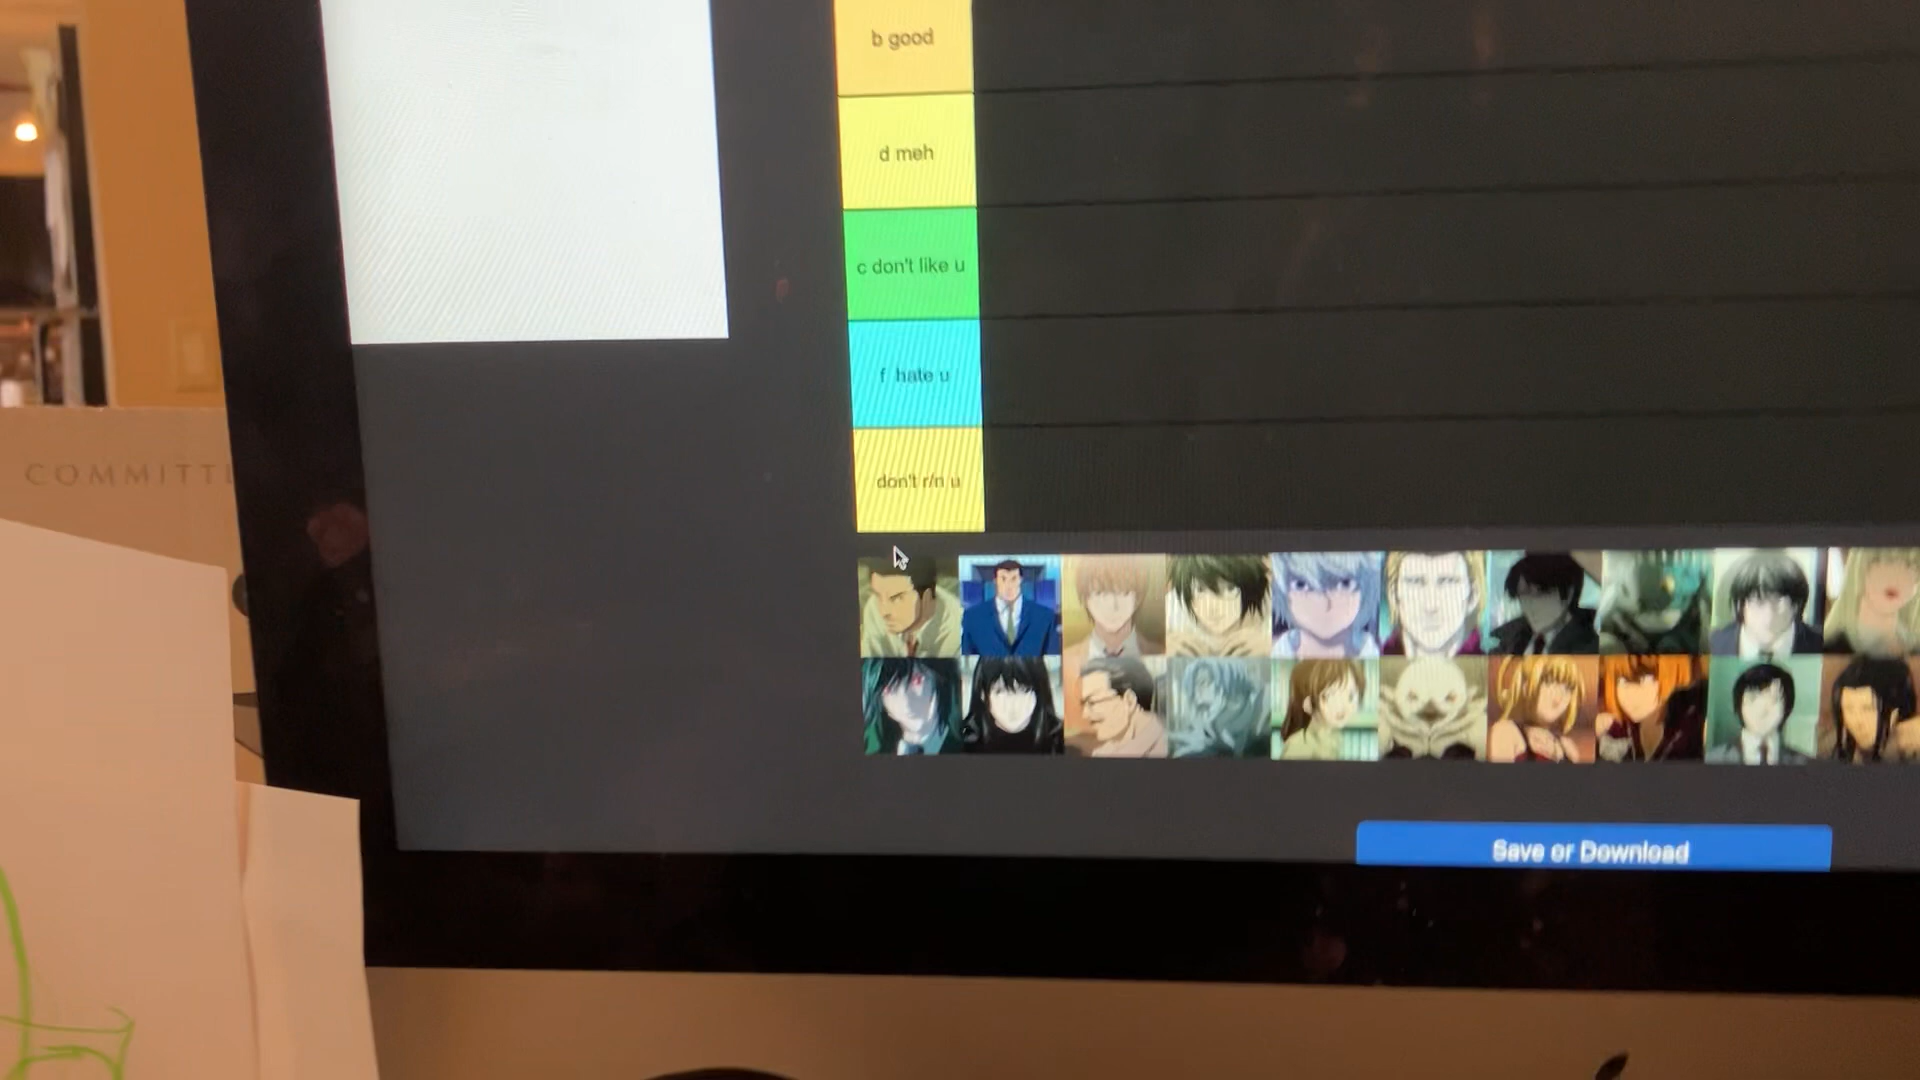 b good
d meh
c don't like u
f hate u
don't r/n u
COMMITT
Save or Download